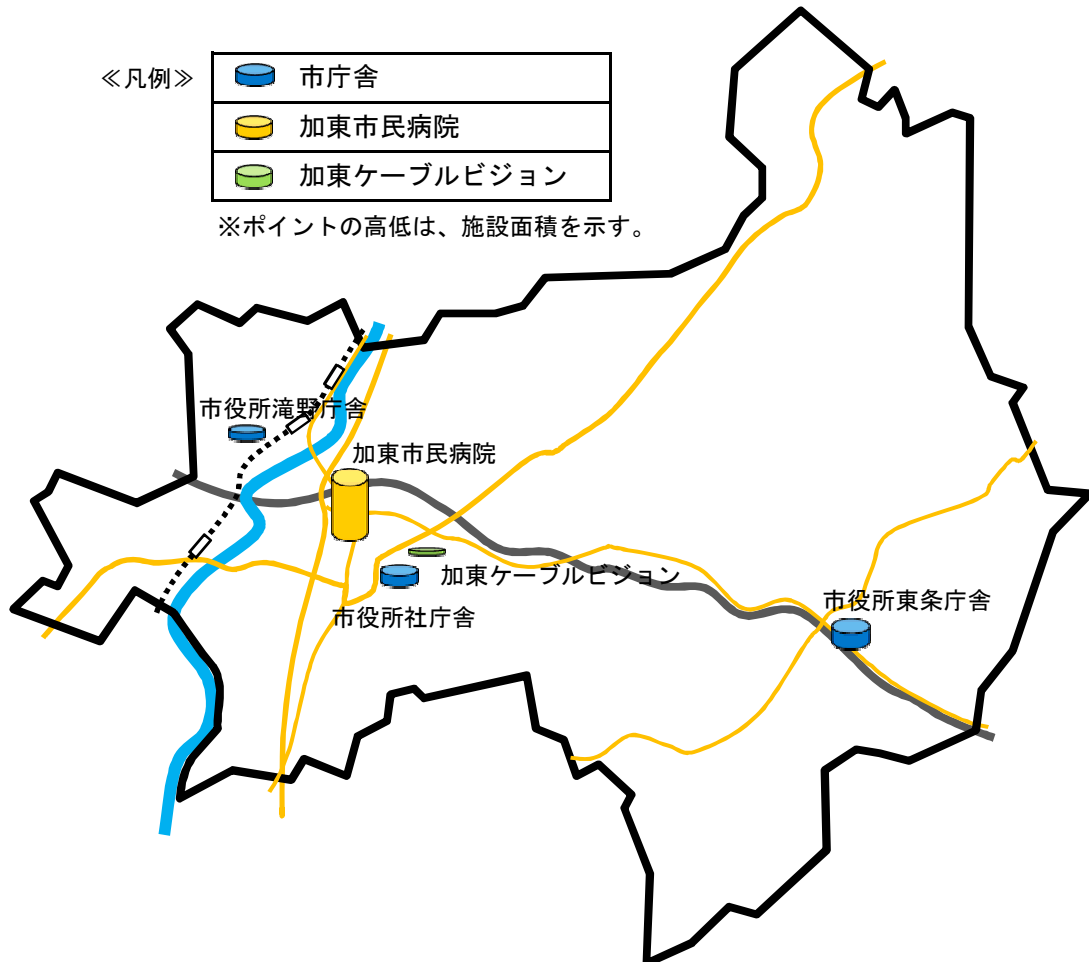 ≪凡例≫
市庁舎
加東市民病院
加東ケーブルビジョン
※ポイントの高低は、施設面積を示す。
市役所滝野庁舎
加東市民病院
加東ケーブルビジョン
市役所社庁舎
市役所東条庁舎